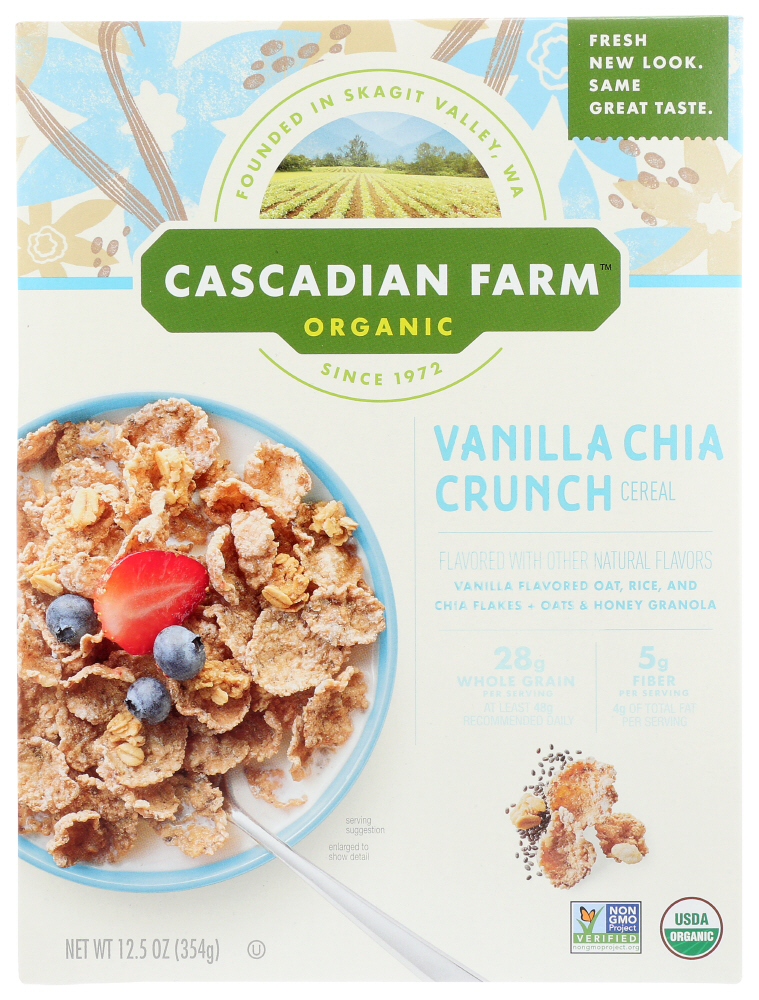 FRESH
NEW LOOK.
SAME
GREAT TASTE.
FOUNDED IN SKAGIT VALLEY, WA
CASCADIAN FARM™
ORGANIC
SINCE 1972
VANILLA CHIA
CRUNCH CEREAL
FLAVORED WITH OTHER NATURAL FLAVORS
VANILLA FLAVORED OAT, RICE, AND
CHIA FLAKES + OATS & HONEY GRANOLA
28g
WHOLE GRAIN
PER SERVING
AT LEAST 48g
RECOMMENDED DAILY
5g
FIBER
PER SERVING
4g OF TOTAL FAT
PER SERVING
serving
suggestion
enlarged to
show detail
NET WT 12.5 OZ (354g) U
NON
GMO
Project
VERIFIED
nongmoproject.org
USDA
ORGANIC